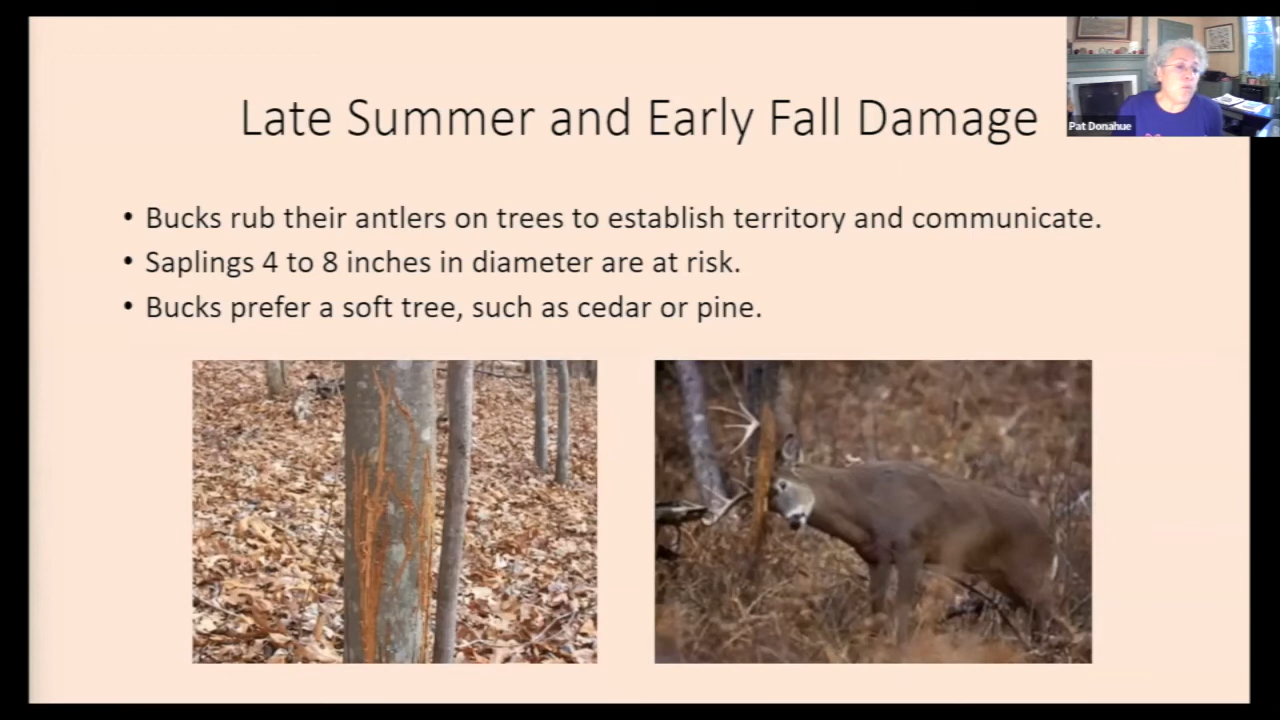 Late Summer and Early Fall Damage
Pat Donahue
• Bucks rub their antlers on trees to establish territory and communicate.
• Saplings 4 to 8 inches in diameter are at risk.
• Bucks prefer a soft tree, such as cedar or pine.